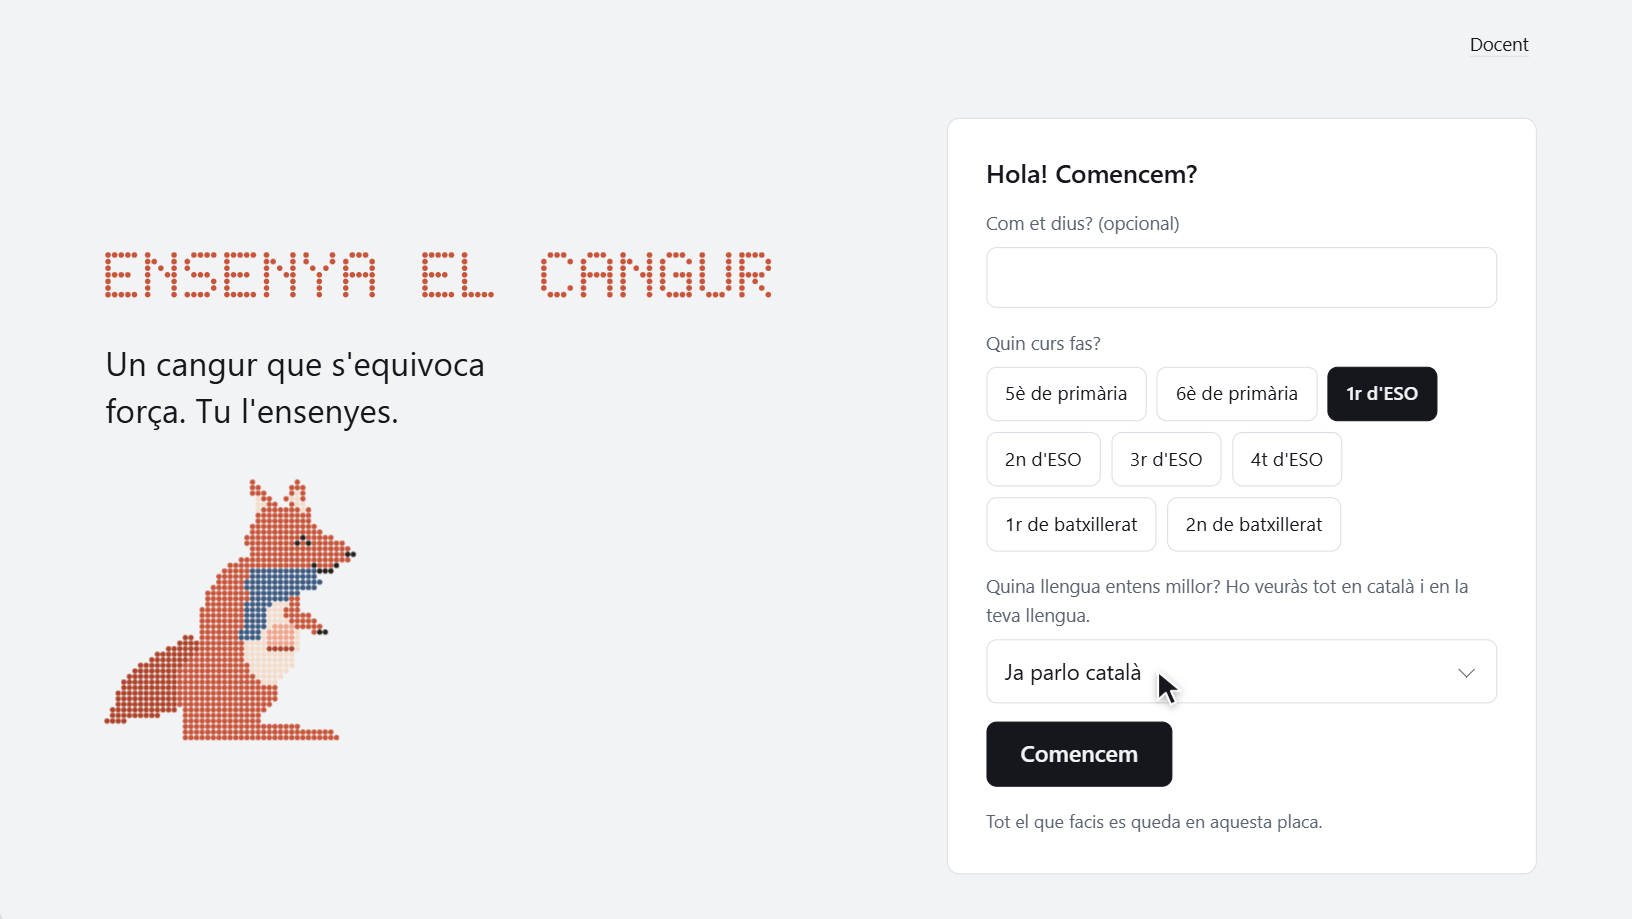 Docent
ENSENYA EL CANGUR
Un cangur que s'equivoca
força. Tu l'ensenyes.
Hola! Comencem?
Com et dius? (opcional)
Quin curs fas?
5è de primària
6è de primària
1r d'ESO
2n d'ESO
3r d'ESO
4t d'ESO
1r de batxillerat
2n de batxillerat
Quina llengua entens millor? Ho veuràs tot en català i en la
teva llengua.
Ja parlo català
Comencem
Tot el que facis es queda en aquesta placa.